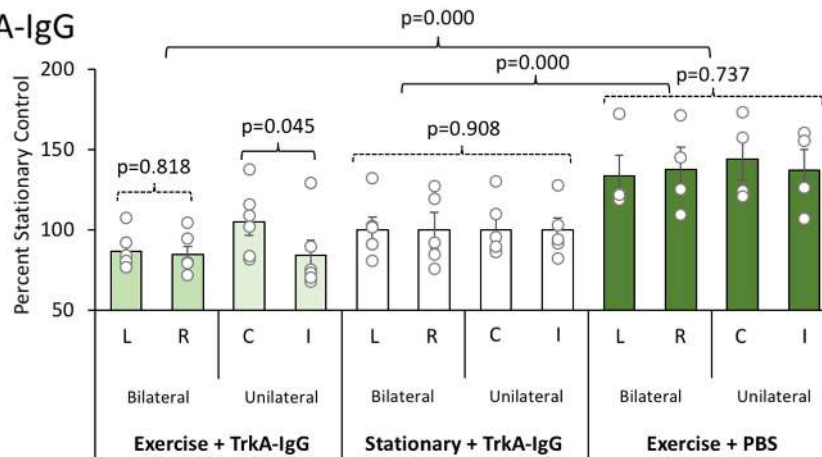 A-IgG
p=0.000
p=0.000
p=0.737
p=0.908
p=0.045
p=0.818
Percent Stationary Control
200
150
100
50
L R C I L R C I L R C I
Bilateral Unilateral Bilateral Unilateral Bilateral Unilateral
Exercise + TrkA-IgG Stationary + TrkA-IgG Exercise + PBS